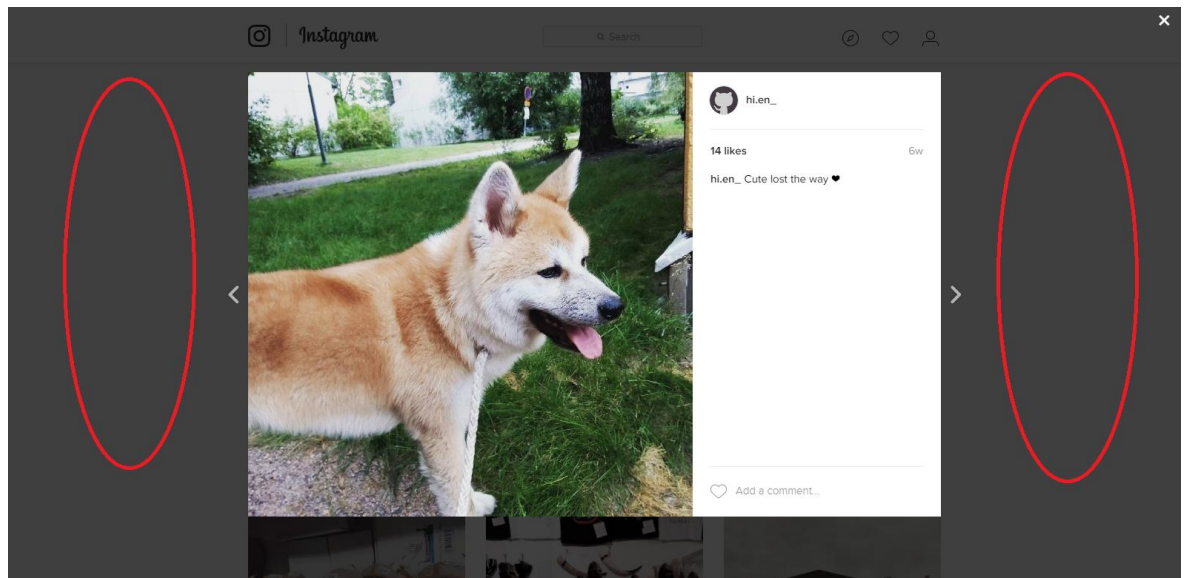 Instagram
Search
hi.en_
14 likes
6w
hi.en_ Cute lost the way ♥
Add a comment...